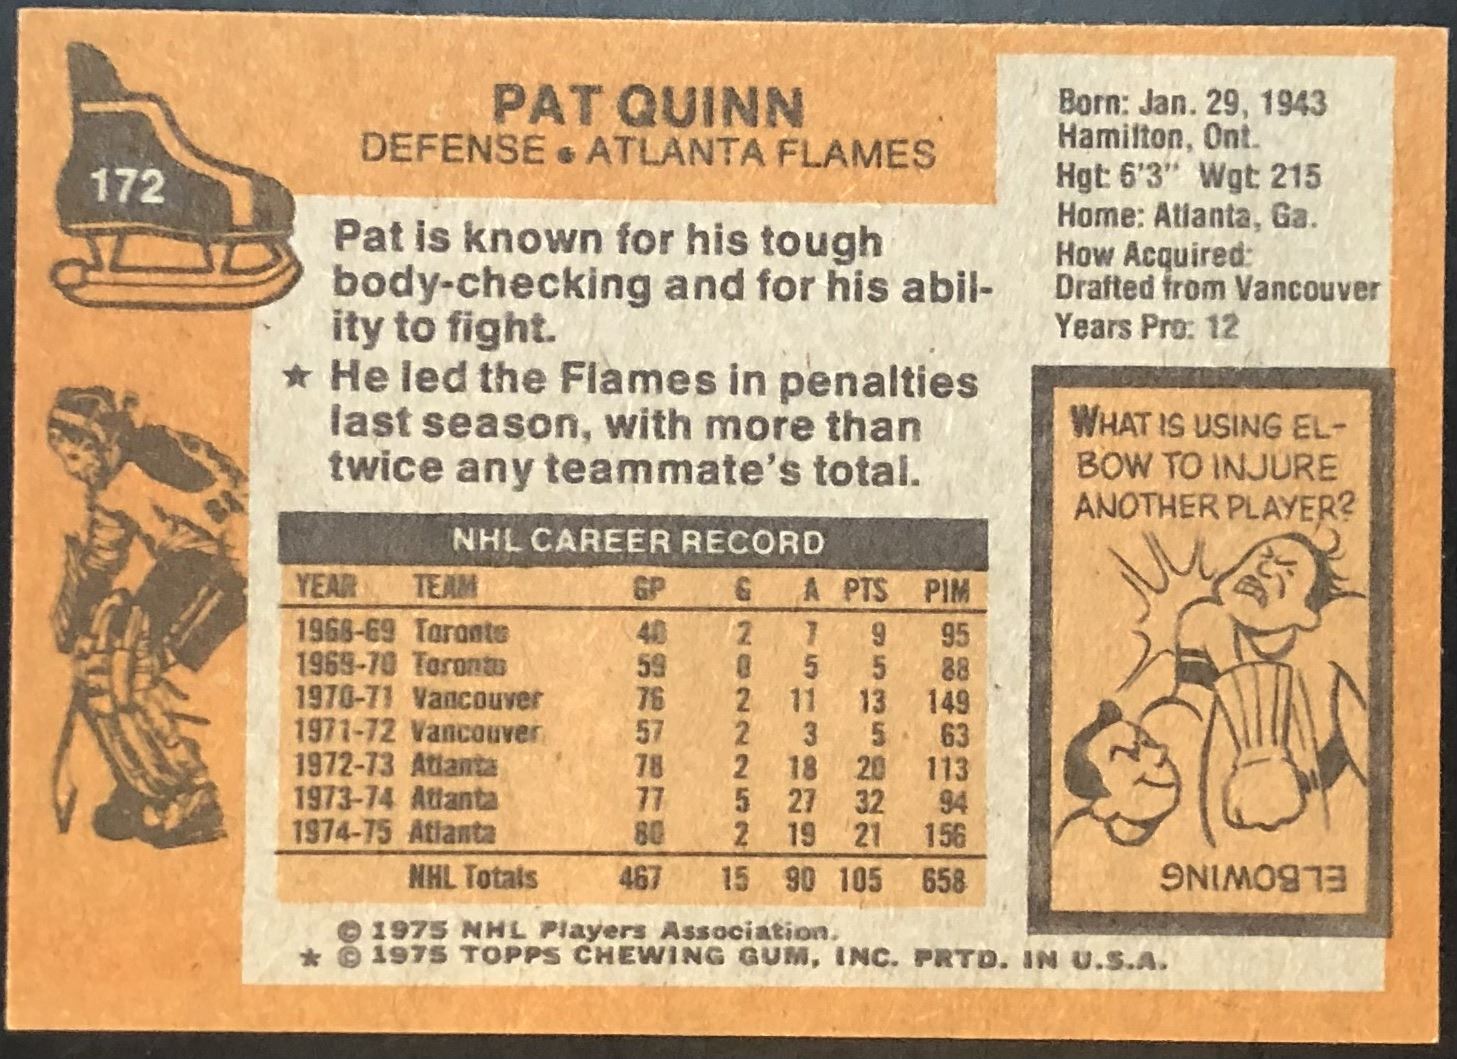 172
PAT QUINN
DEFENSE • ATLANTA FLAMES
Born: Jan. 29, 1943
Hamilton, Ont.
Hgt: 6'3" Wgt: 215
Home: Atlanta, Ga.
How Acquired:
Drafted from Vancouver
Years Pro: 12
Pat is known for his tough
body-checking and for his abil-
ity to fight.
★ He led the Flames in penalties
last season, with more than
twice any teammate's total.
NHL CAREER RECORD
YEAR TEAM GP G A PTS PIM
1968-69 Toronto 40 2 7 9 95
1969-70 Toronto 59 0 5 5 88
1970-71 Vancouver 76 2 11 13 149
1971-72 Vancouver 57 2 3 5 63
1972-73 Atlanta 78 2 18 20 113
1973-74 Atlanta 77 5 27 32 94
1974-75 Atlanta 80 2 19 21 156
NHL Totals 467 15 90 105 658
WHAT IS USING EL-
BOW TO INJURE
ANOTHER PLAYER?
ELBOWING
© 1975 NHL Players Association.
★ © 1975 TOPPS CHEWING GUM, INC. PRTD. IN U.S.A.